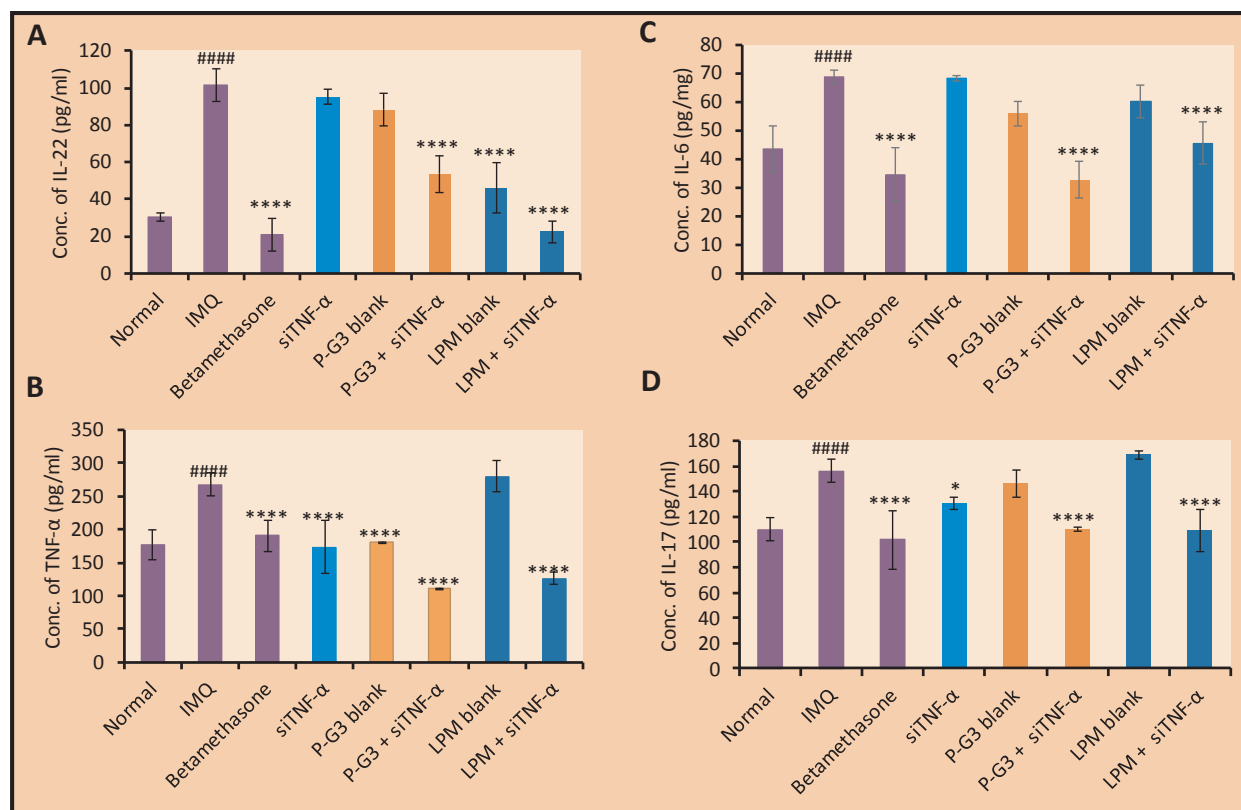 A
Conc. of IL-22 (pg/ml)
120
100
80
60
40
20
0
####
****
****
****
****
Normal
IMQ
Betamethasone
siTNF-α
P-G3 blank
P-G3 + siTNF-α
LPM blank
LPM + siTNF-α
B
Conc. of TNF-α (pg/ml)
350
300
250
200
150
100
50
0
####
****
****
****
****
****
Normal
IMQ
Betamethasone
siTNF-α
P-G3 blank
P-G3 + siTNF-α
LPM blank
LPM + siTNF-α
C
Conc. of IL-6 (pg/mg)
80
70
60
50
40
30
20
10
0
####
****
****
****
Normal
IMQ
Betamethasone
siTNF-α
P-G3 blank
P-G3 + siTNF-α
LPM blank
LPM + siTNF-α
D
Conc. of IL-17 (pg/ml)
180
160
140
120
100
80
60
40
20
0
####
****
*
****
****
Normal
IMQ
Betamethasone
siTNF-α
P-G3 blank
P-G3 + siTNF-α
LPM blank
LPM + siTNF-α